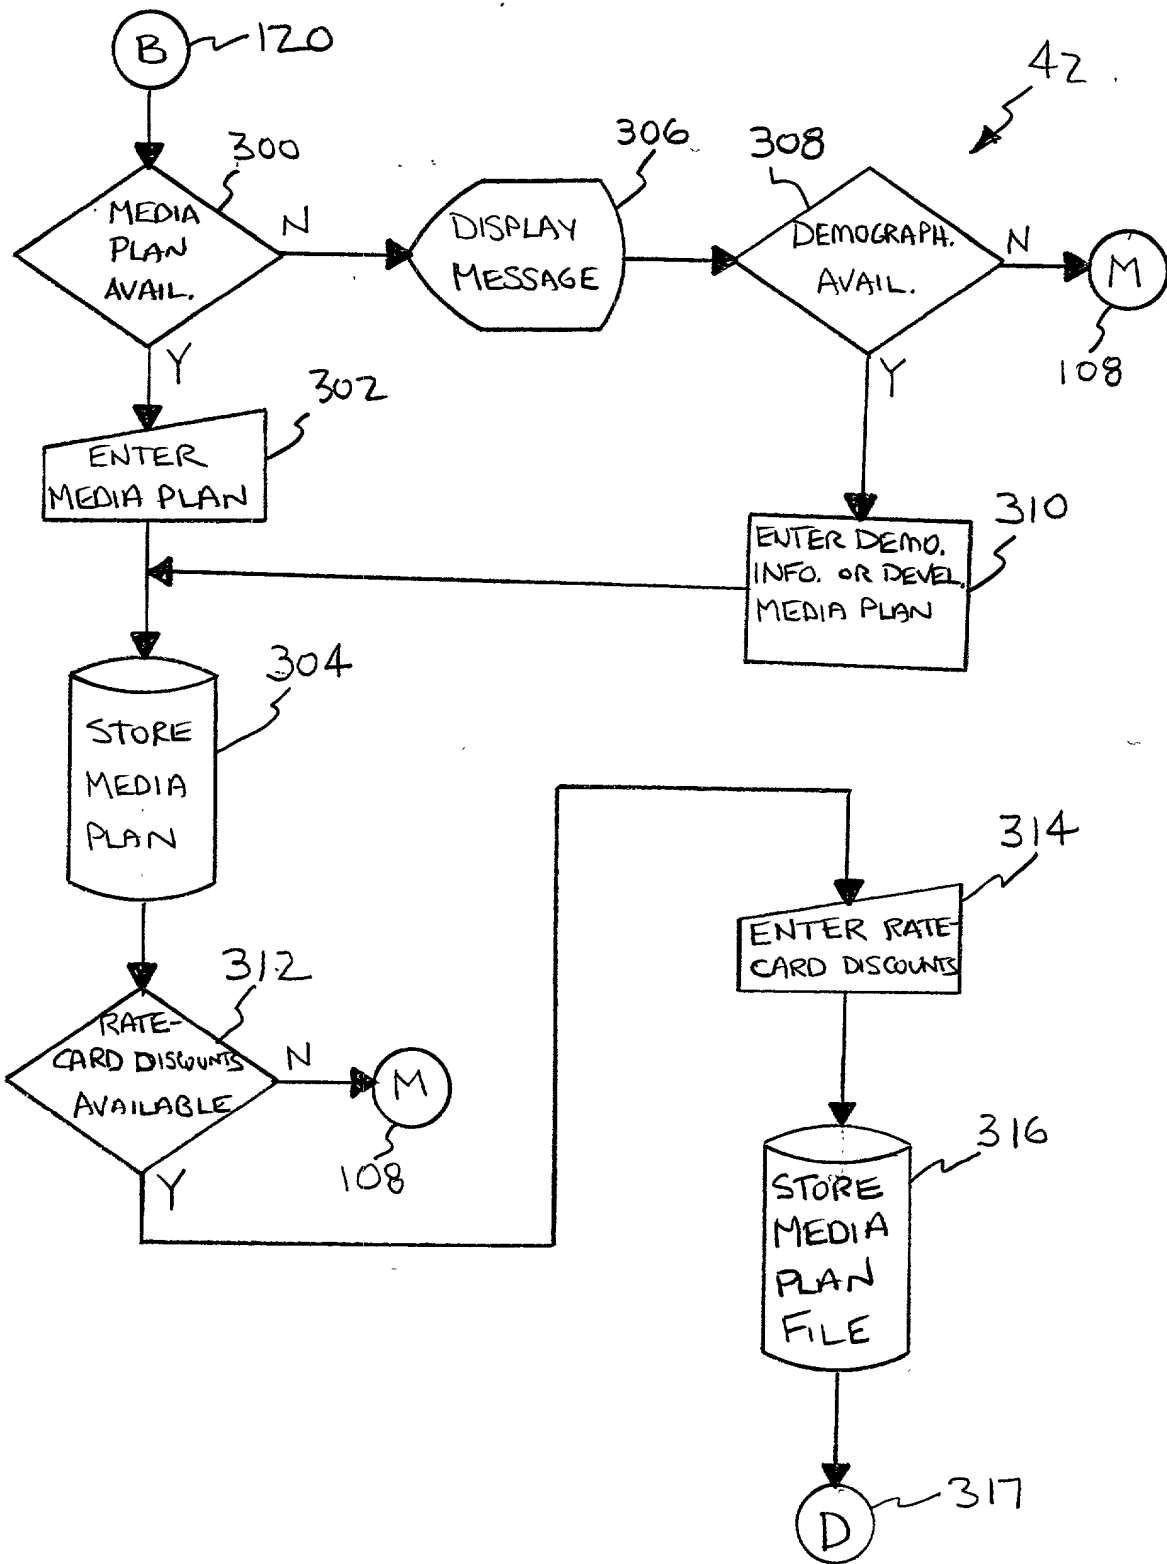 B
120
42
300
MEDIA
PLAN
AVAIL.
N
306
DISPLAY
MESSAGE
308
DEMOGRAPH.
AVAIL.
N
M
108
Y
302
ENTER
MEDIA PLAN
Y
310
ENTER DEMO.
INFO. OR DEVEL.
MEDIA PLAN
304
STORE
MEDIA
PLAN
312
RATE-
CARD DISCOUNTS
AVAILABLE
N
M
108
Y
314
ENTER RATE-
CARD DISCOUNTS
316
STORE
MEDIA
PLAN
FILE
D
317